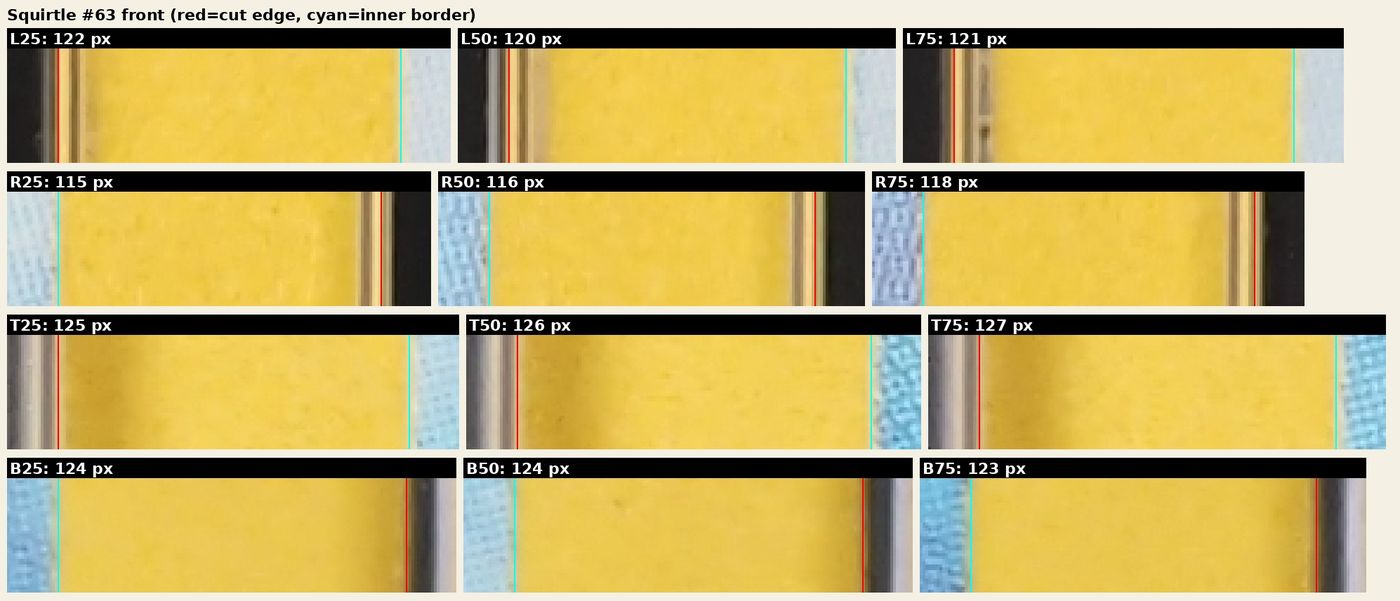 Squirtle #63 front (red=cut edge, cyan=inner border)
L25: 122 px
L50: 120 px
L75: 121 px
R25: 115 px
R50: 116 px
R75: 118 px
T25: 125 px
T50: 126 px
T75: 127 px
B25: 124 px
B50: 124 px
B75: 123 px